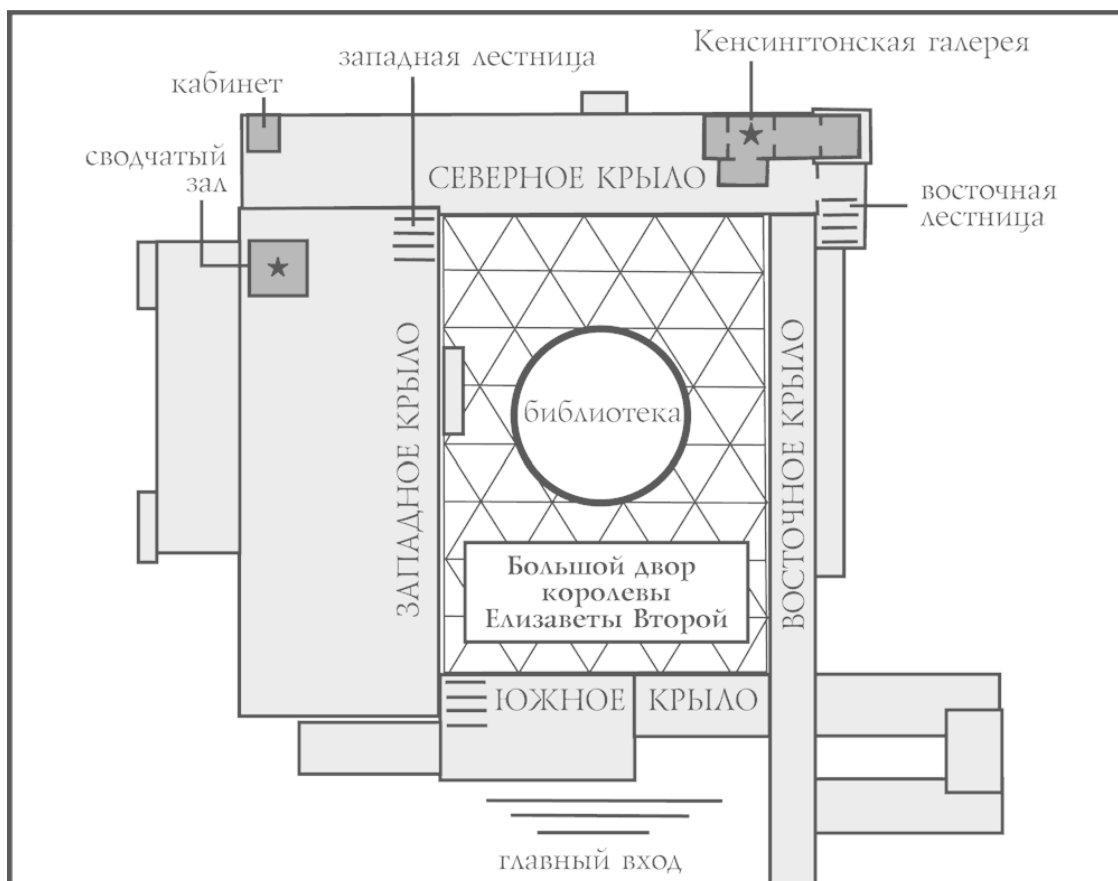 Кенсингтонская галерея
западная лестница
кабинет
сводчатый
зал
СЕВЕРНОЕ КРЫЛО
восточная
лестница
ЗАПАДНОЕ КРЫЛО
библиотека
ВОСТОЧНОЕ КРЫЛО
Большой двор
королевы
Елизаветы Второй
ЮЖНОЕ КРЫЛО
главный вход